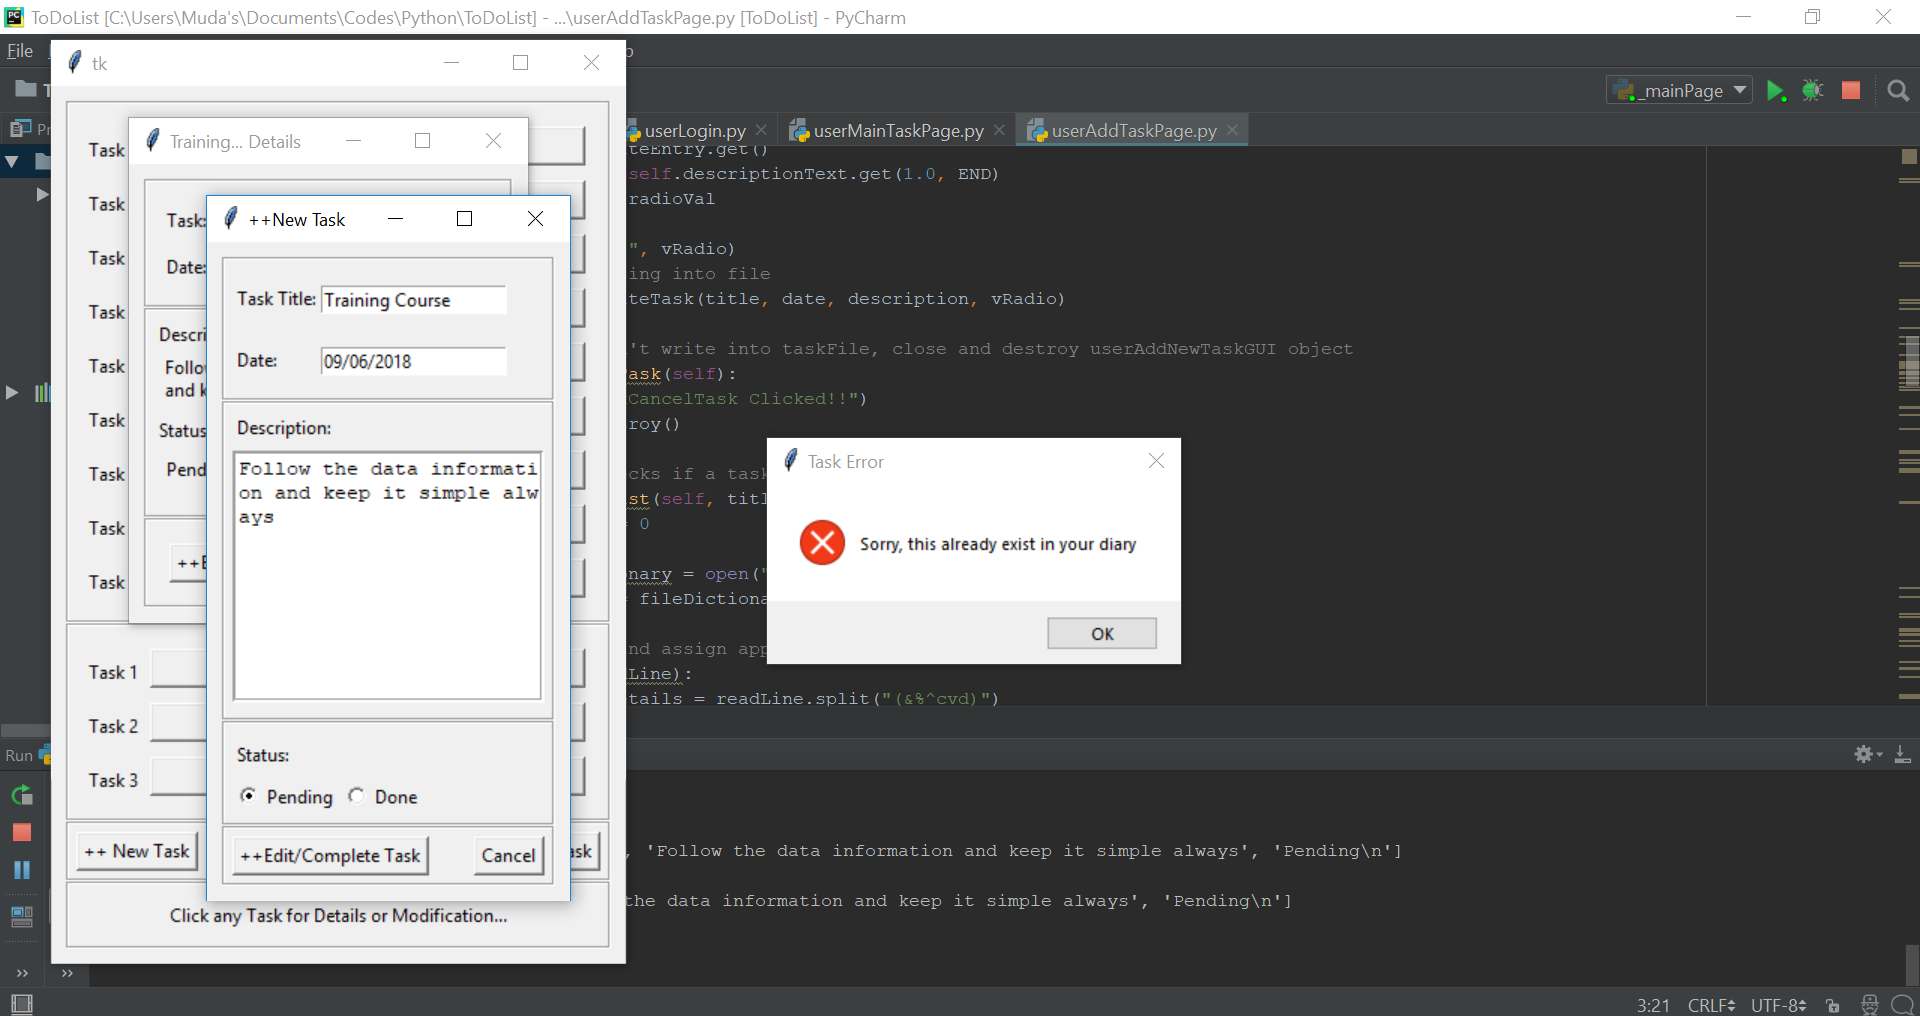 ToDoList [C:\Users\Muda's\Documents\Codes\Python\ToDoList] - ...\userAddTaskPage.py [ToDoList] - PyCharm
File
_mainPage
userLogin.py
userMainTaskPage.py
userAddTaskPage.py
teEntry.get()
self.descriptionText.get(1.0, END)
radioVal
", vRadio)
ing into file
teTask(title, date, description, vRadio)
't write into taskFile, close and destroy userAddNewTaskGUI object
ask(self):
CancelTask Clicked!!")
roy()
cks if a task
st(self, titl
= 0
nary = open("
= fileDictiona
nd assign app
Line):
tails = readLine.split("(&%^cvd)")
tk
Task
Task
Task
Task
Task
Task
Task
Task
Task
Task 1
Task 2
Task 3
++ New Task
ask
Click any Task for Details or Modification...
Training... Details
Task:
Date:
Descri
Follo
and k
Status
Pend
++E
++New Task
Task Title: Training Course
Date: 09/06/2018
Description:
Follow the data informati
on and keep it simple alw
ays
Status:
Pending
Done
++Edit/Complete Task
Cancel
Task Error
Sorry, this already exist in your diary
OK
Run
, 'Follow the data information and keep it simple always', 'Pending\n']
the data information and keep it simple always', 'Pending\n']
3:21 CRLF UTF-8